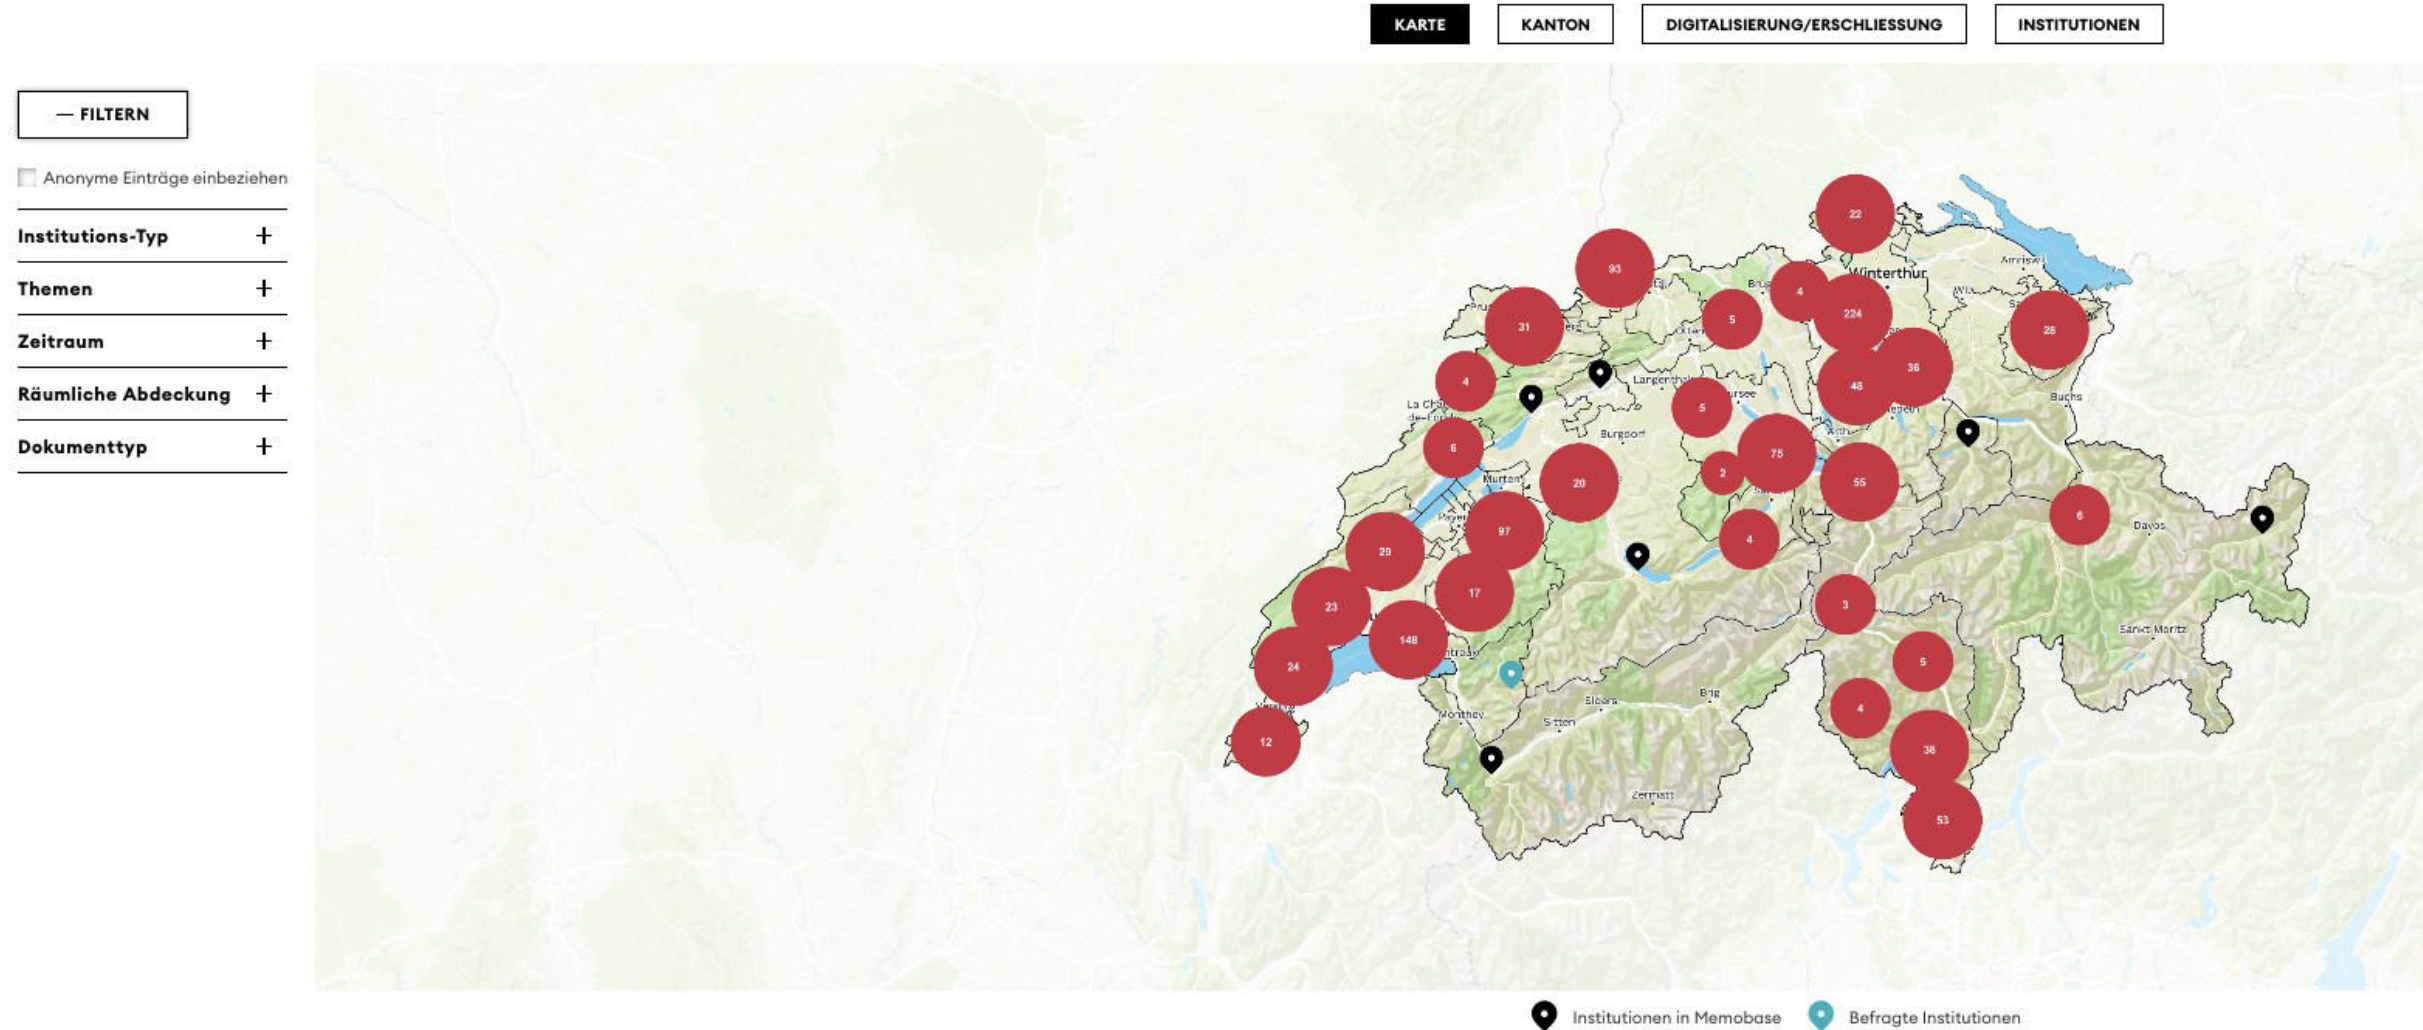 KARTE
KANTON
DIGITALISIERUNG/ERSCHLIESSUNG
INSTITUTIONEN
— FILTERN
Anonyme Einträge einbeziehen
Institutions-Typ +
Themen +
Zeitraum +
Räumliche Abdeckung +
Dokumenttyp +
22
93
Winterthur
4
224
5
31
28
36
48
4
Langenthal
5
Buchs
6
Burgdorf
75
2
55
20
Murten
97
6
Davos
4
29
17
23
3
148
24
5
Sankt Moritz
Brig
Sitten
Monthey
4
12
38
Zermatt
53
Institutionen in Memobase
Befragte Institutionen